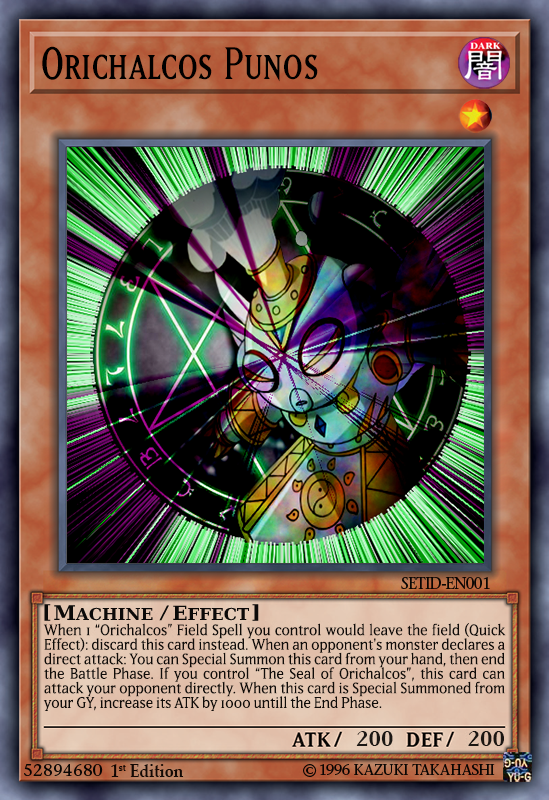 ORICHALCOS PUNOS
DARK
闇
SETID-EN001
[MACHINE / EFFECT]
When 1 “Orichalcos” Field Spell you control would leave the field (Quick
Effect): discard this card instead. When an opponent's monster declares a
direct attack: You can Special Summon this card from your hand, then end
the Battle Phase. If you control “The Seal of Orichalcos”, this card can
attack your opponent directly. When this card is Special Summoned from
your GY, increase its ATK by 1000 untill the End Phase.
ATK/ 200 DEF/ 200
52894680 1st Edition
© 1996 KAZUKI TAKAHASHI